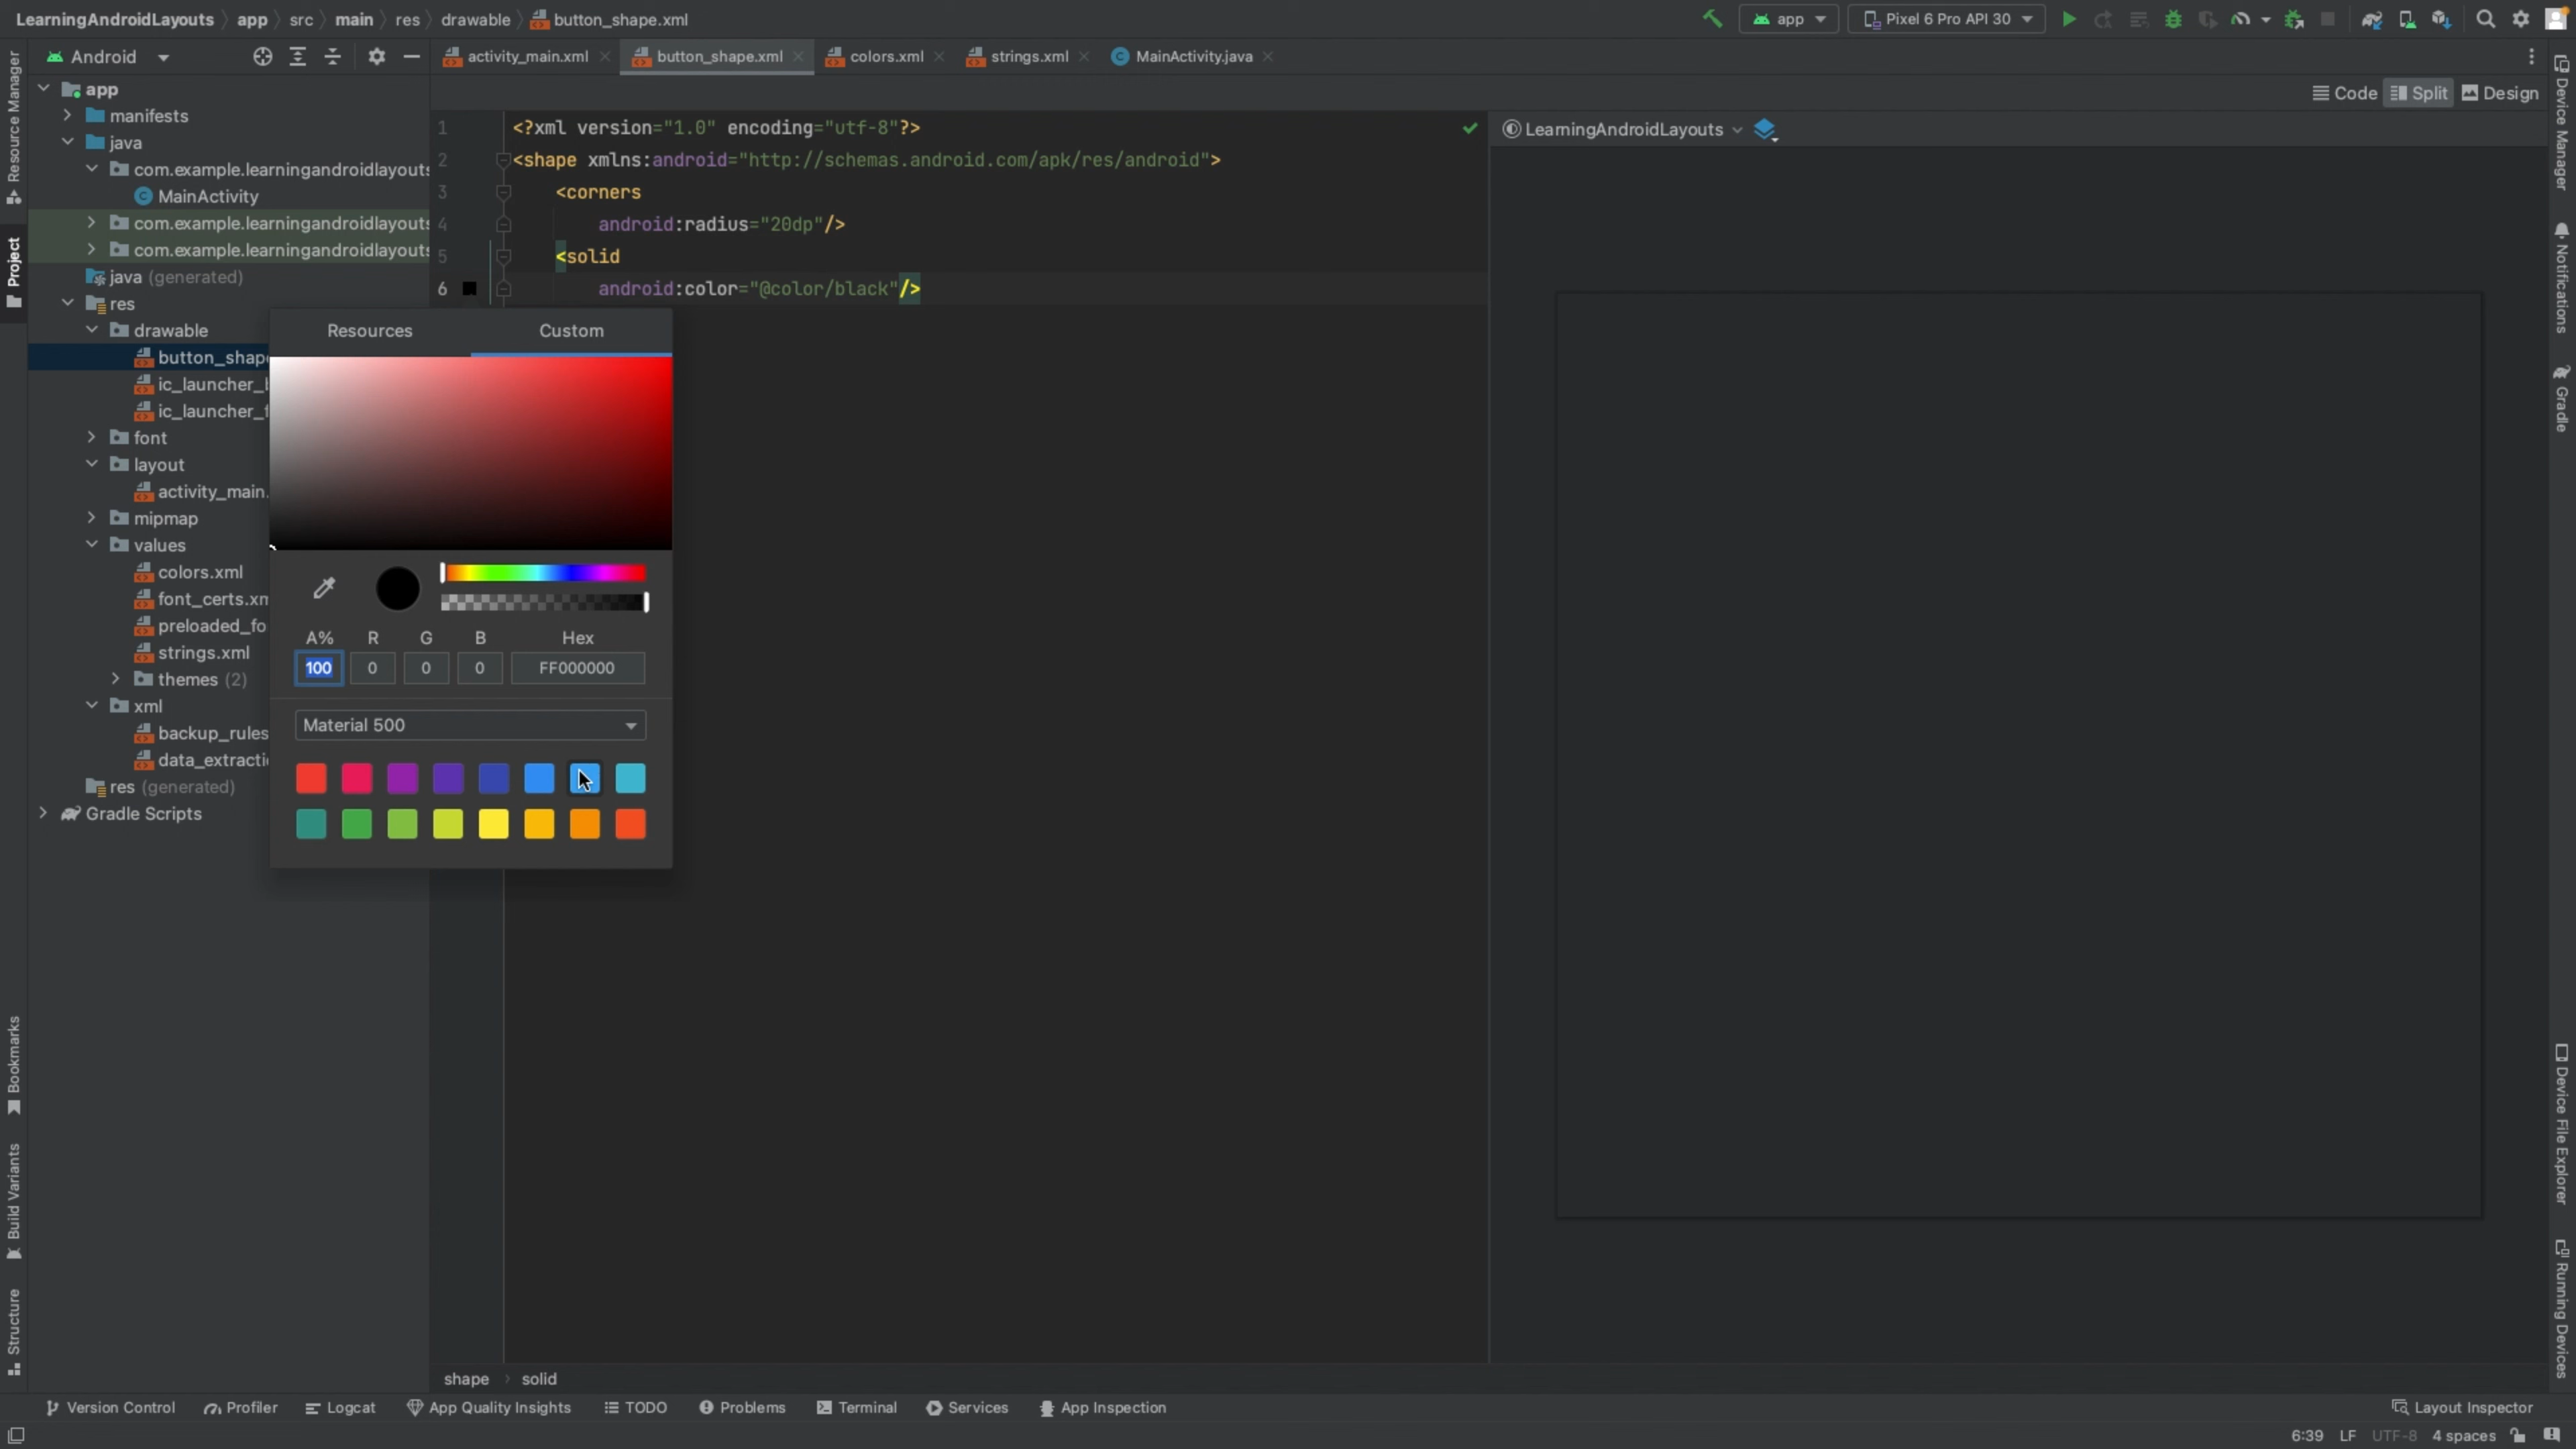 LearningAndroidLayouts app src main res drawable button_shape.xml
app
Pixel 6 Pro API 30
Android
activity_main.xml
button_shape.xml
colors.xml
strings.xml
MainActivity.java
Code
Split
Design
app
manifests
java
com.example.learningandroidlayouts
MainActivity
com.example.learningandroidlayouts
com.example.learningandroidlayouts
java (generated)
res
drawable
button_shape
ic_launcher_b
ic_launcher_f
font
layout
activity_main.
mipmap
values
colors.xml
font_certs.xm
preloaded_fo
strings.xml
themes (2)
xml
backup_rules
data_extracti
res (generated)
Gradle Scripts
1 <?xml version="1.0" encoding="utf-8"?>
2 <shape xmlns:android="http://schemas.android.com/apk/res/android">
3 <corners
4 android:radius="20dp"/>
5 <solid
6 android:color="@color/black"/>
LearningAndroidLayouts
Resources
Custom
A% R G B Hex
100 0 0 0 FF000000
Material 500
Resource Manager
Project
Bookmarks
Build Variants
Structure
Device Manager
Notifications
Gradle
Device File Explorer
Running Devices
shape solid
Version Control
Profiler
Logcat
App Quality Insights
TODO
Problems
Terminal
Services
App Inspection
Layout Inspector
6:39 LF UTF-8 4 spaces